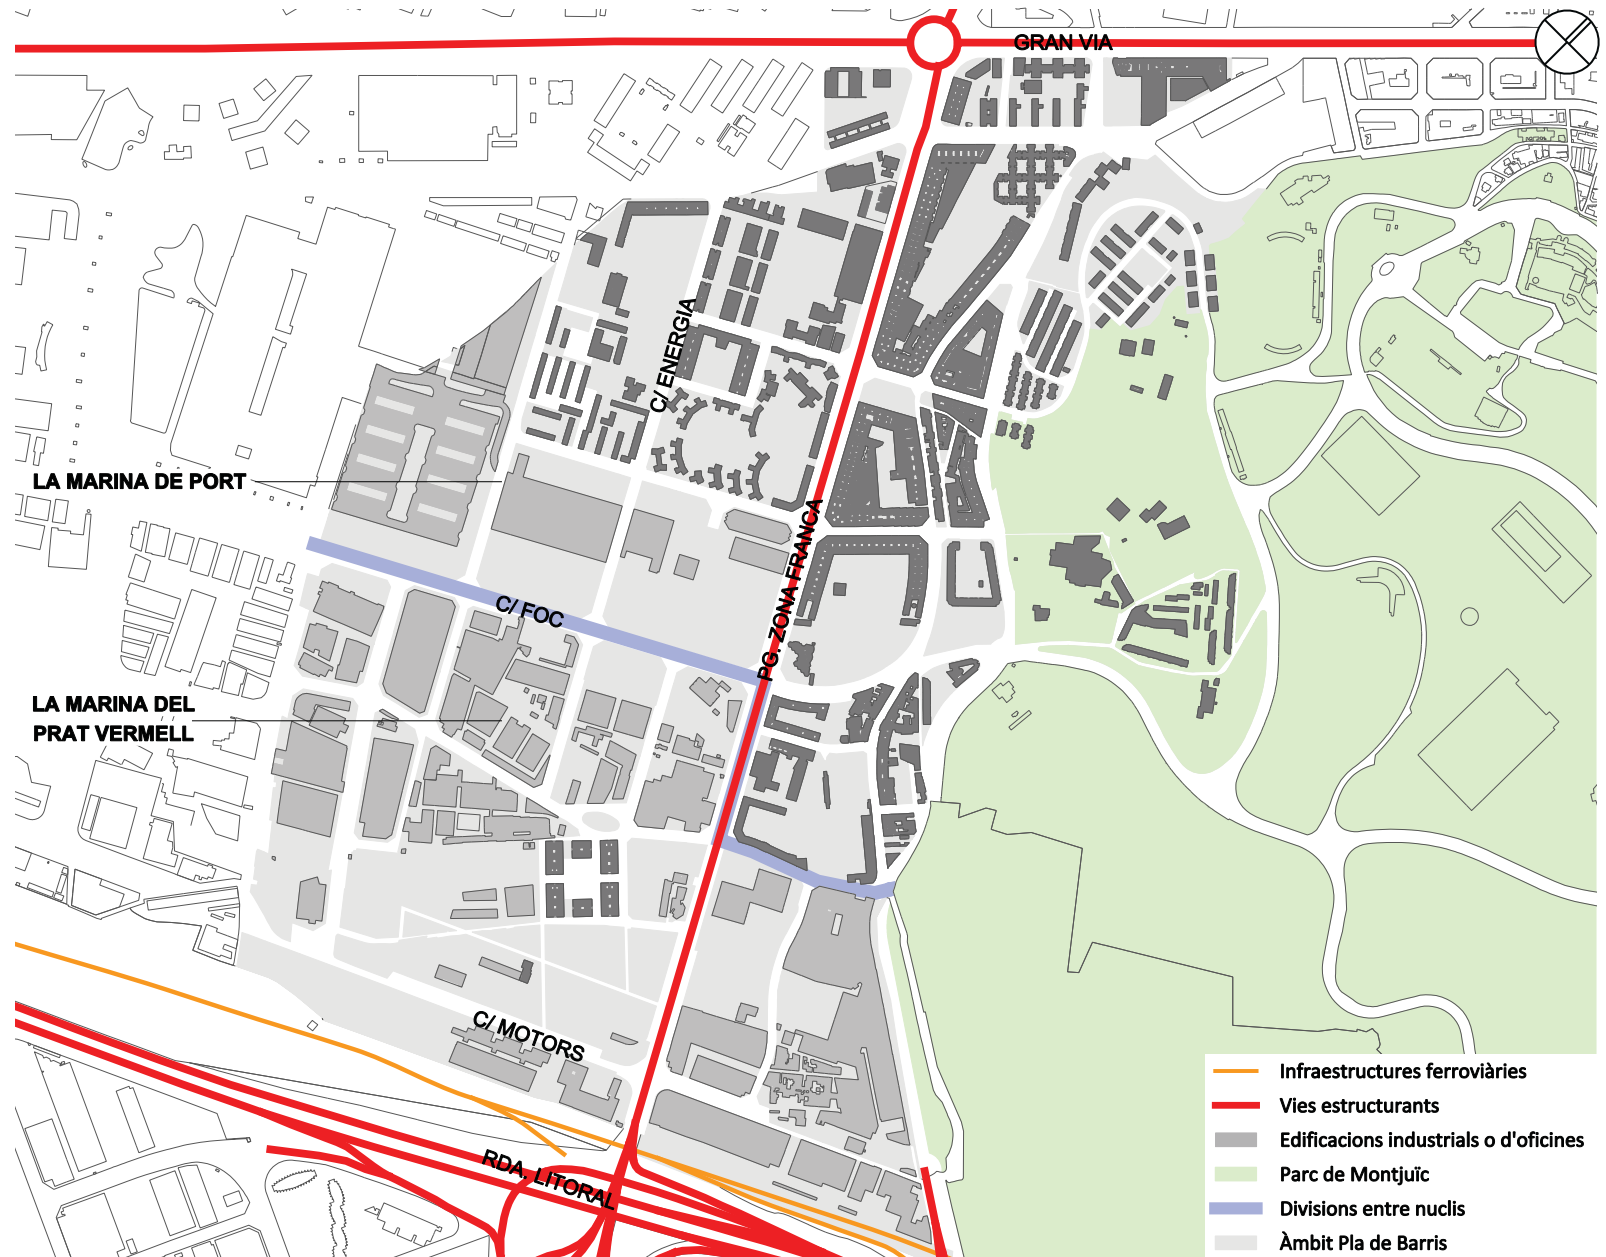 GRAN VIA
C/ ENERGIA
LA MARINA DE PORT
PG. ZONA FRANCA
C/ FOC
LA MARINA DEL
PRAT VERMELL
C/ MOTORS
RDA. LITORAL
Infraestructures ferroviàries
Vies estructurants
Edificacions industrials o d'oficines
Parc de Montjuïc
Divisions entre nuclis
Àmbit Pla de Barris